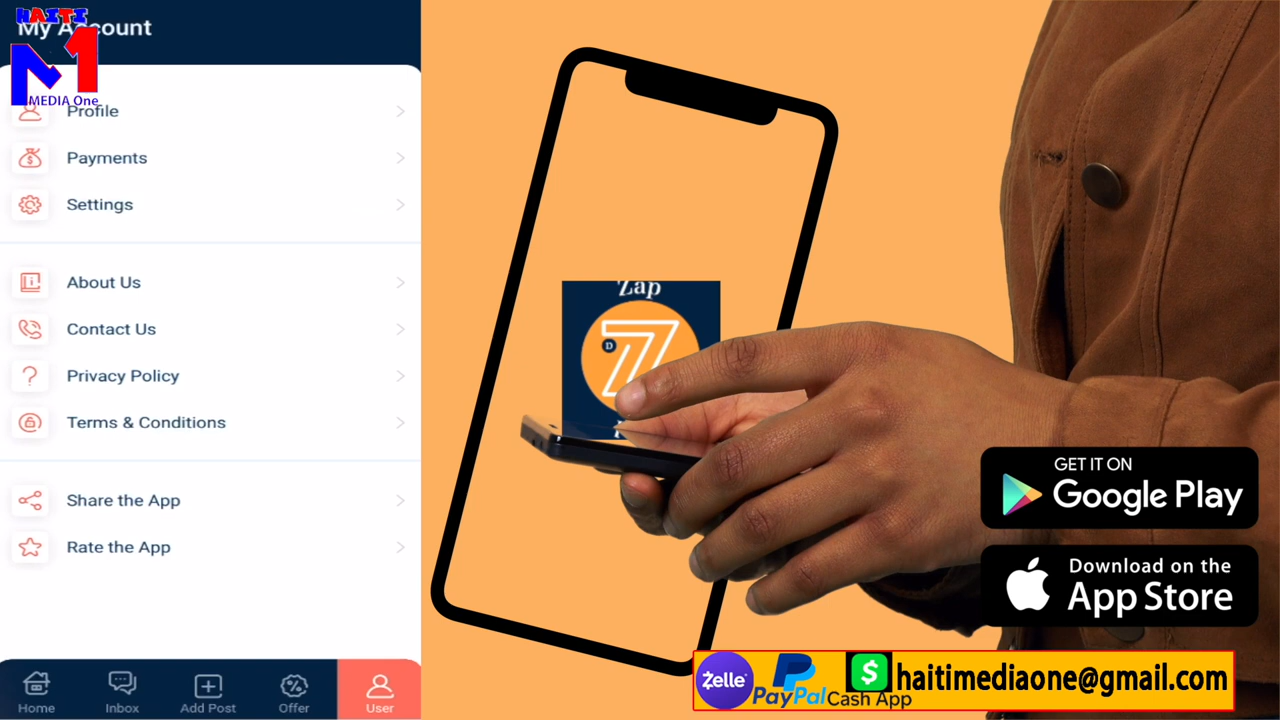 HAITI
My Account
M1
MEDIA One
Profile
Payments
Settings
About Us
Contact Us
Privacy Policy
Terms & Conditions
Share the App
Rate the App
Home
Inbox
Add Post
Offer
User
Zap
D
7
GET IT ON
Google Play
Download on the
App Store
Zelle
PayPal
$
Cash App
haitimediaone@gmail.com